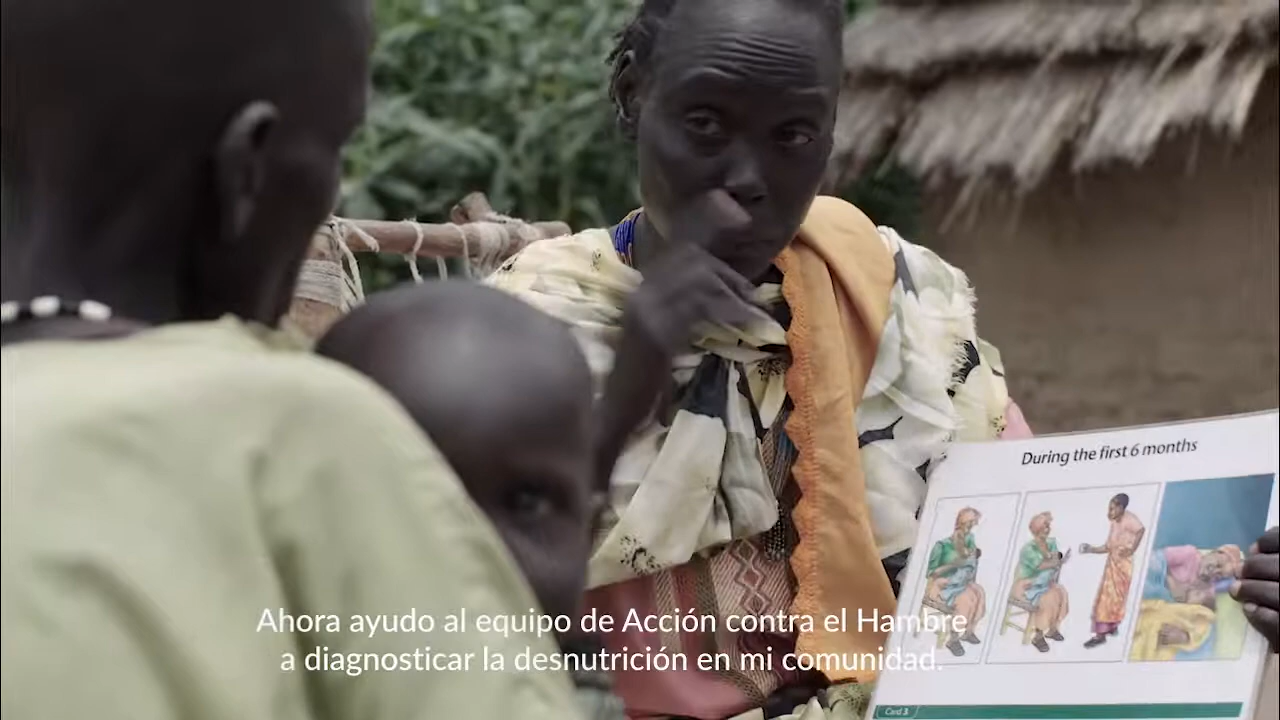 During the first 6 months
Ahora ayudo al equipo de Acción contra el Hambre
a diagnosticar la desnutrición en mi comunidad.
Card 3